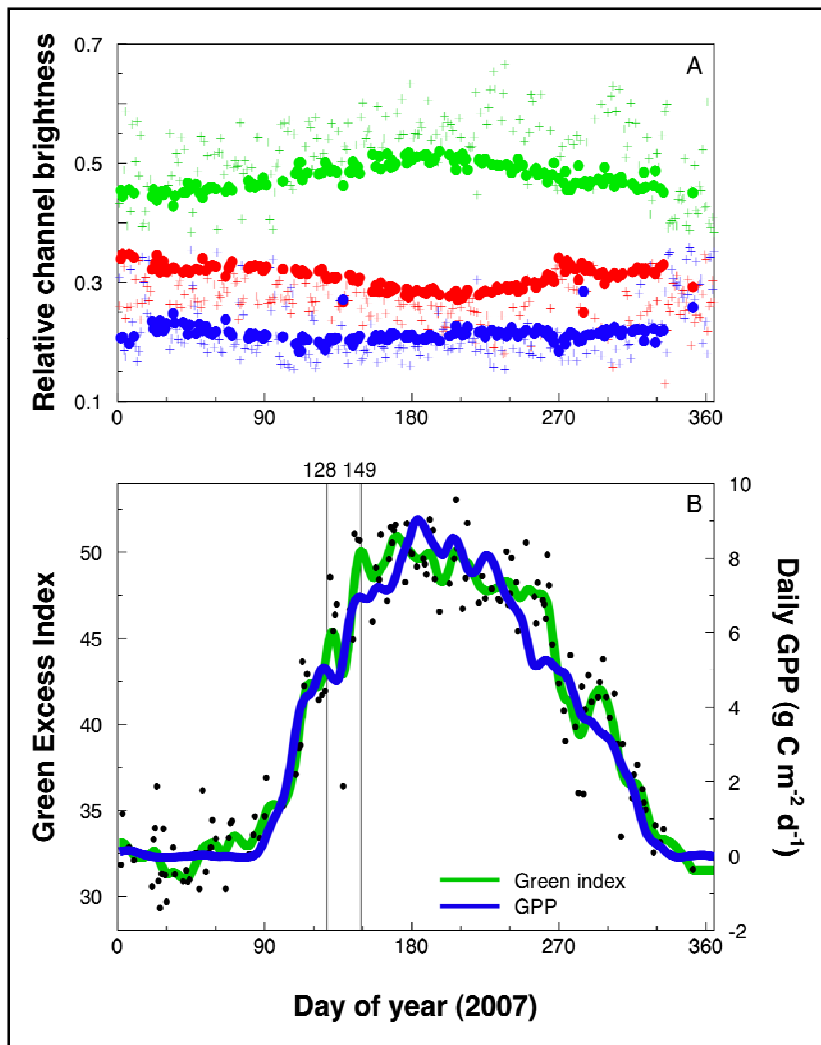 A
Relative channel brightness
0.7
0.5
0.3
0.1
0 90 180 270 360
128 149
B
Green Excess Index
50
45
40
35
30
10
8
6
4
2
0
-2
Daily GPP (g C m-2 d-1)
Green index
GPP
0 90 180 270 360
Day of year (2007)